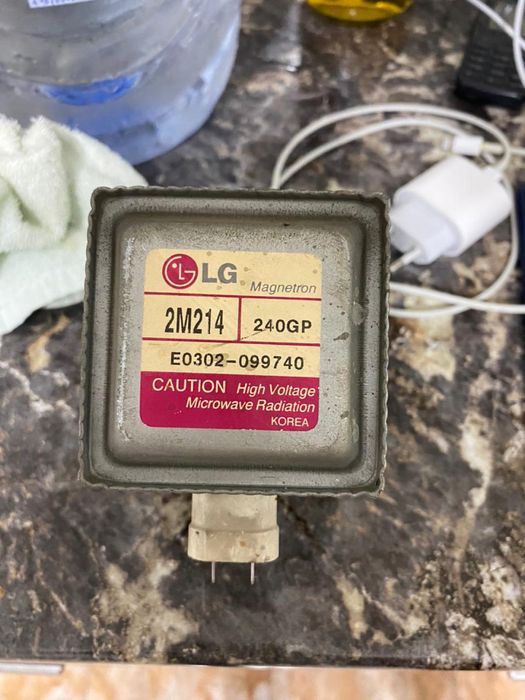 LG
Magnetron
2M214 240GP
E0302-099740
CAUTION High Voltage
Microwave Radiation
KOREA